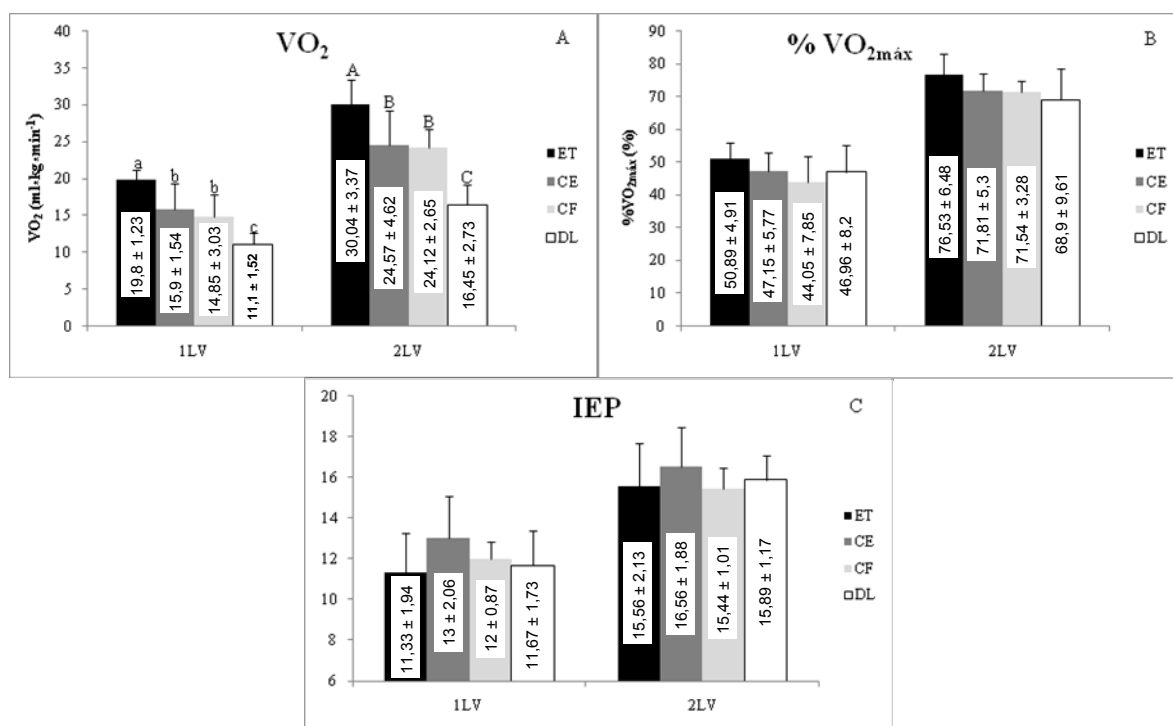 VO₂
A
VO₂ (ml·kg·min⁻¹)
40
35
30
25
20
15
10
5
0
a
b
b
c
A
B
B
C
19,8 ± 1,23
15,9 ± 1,54
14,85 ± 3,03
11,1 ± 1,52
30,04 ± 3,37
24,57 ± 4,62
24,12 ± 2,65
16,45 ± 2,73
1LV
2LV
ET
CE
CF
DL
% VO₂máx
B
%VO₂máx (%)
90
80
70
60
50
40
30
20
10
0
50,89 ± 4,91
47,15 ± 5,77
44,05 ± 7,85
46,96 ± 8,2
76,53 ± 6,48
71,81 ± 5,3
71,54 ± 3,28
68,9 ± 9,61
1LV
2LV
ET
CE
CF
DL
IEP
C
20
18
16
14
12
10
8
6
11,33 ± 1,94
13 ± 2,06
12 ± 0,87
11,67 ± 1,73
15,56 ± 2,13
16,56 ± 1,88
15,44 ± 1,01
15,89 ± 1,17
1LV
2LV
ET
CE
CF
DL